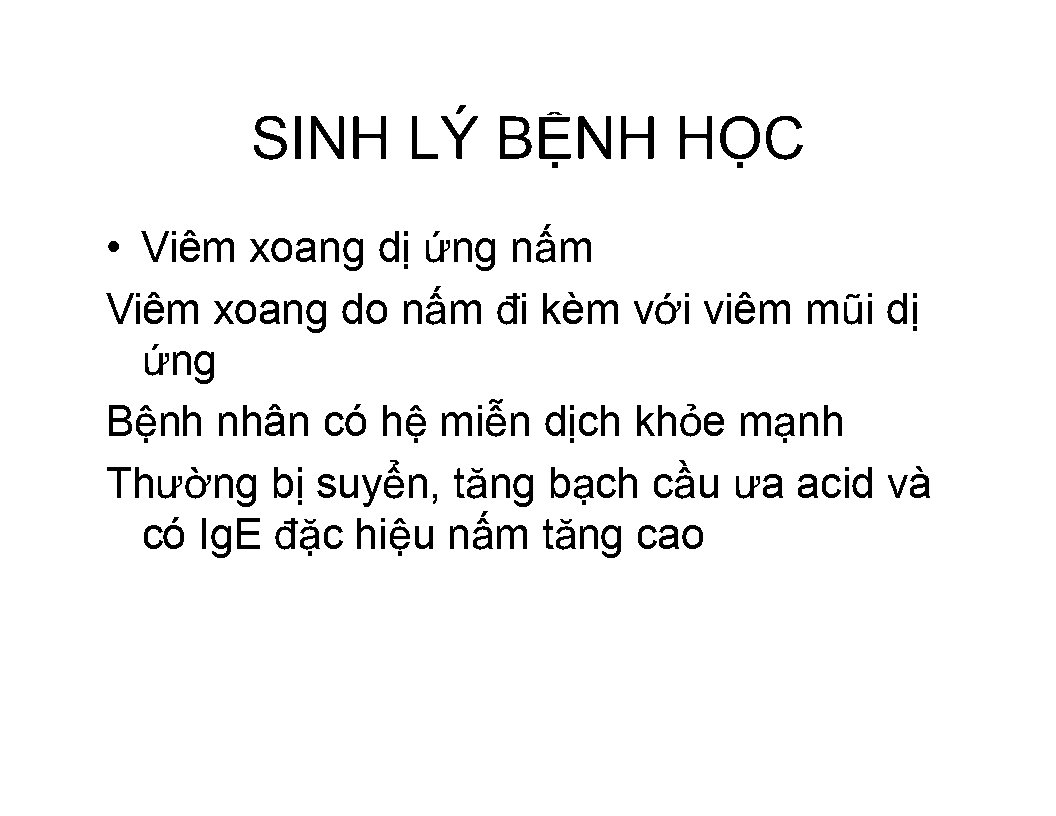 SINH LÝ BỆNH HỌC
• Viêm xoang dị ứng nấm
Viêm xoang do nấm đi kèm với viêm mũi dị
ứng
Bệnh nhân có hệ miễn dịch khỏe mạnh
Thường bị suyển, tăng bạch cầu ưa acid và
có IgE đặc hiệu nấm tăng cao